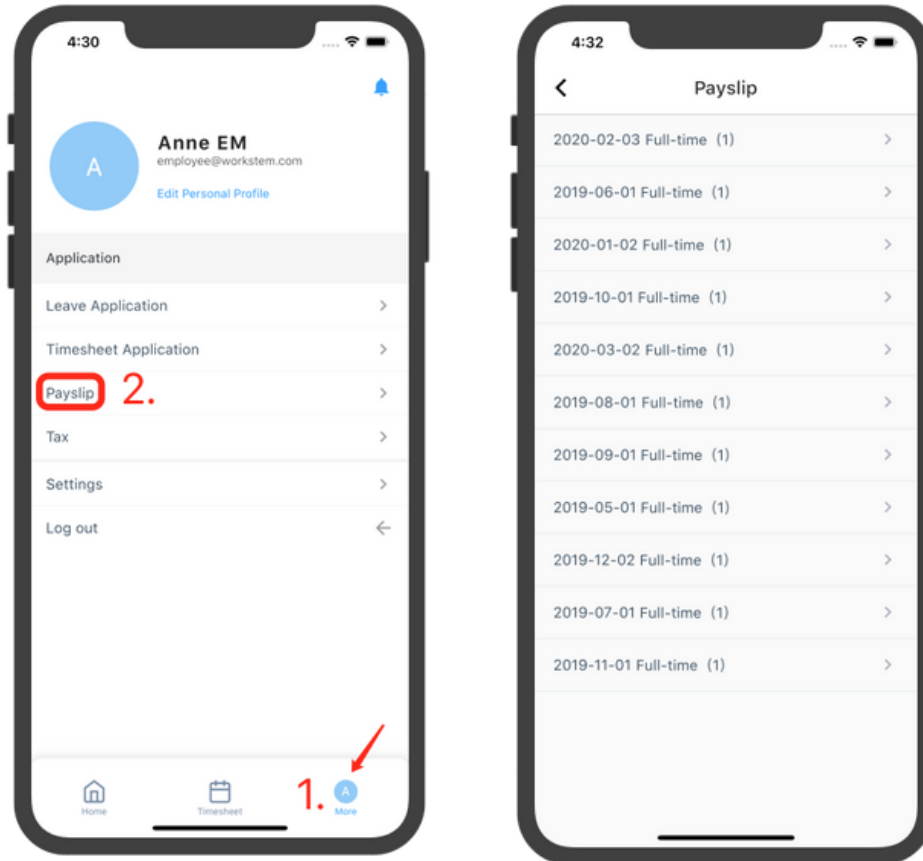 4:30
A
Anne EM
employee@workstem.com
Edit Personal Profile
Application
Leave Application
Timesheet Application
Payslip 2.
Tax
Settings
Log out
1. A
Home Timesheet More
4:32
Payslip
2020-02-03 Full-time (1)
2019-06-01 Full-time (1)
2020-01-02 Full-time (1)
2019-10-01 Full-time (1)
2020-03-02 Full-time (1)
2019-08-01 Full-time (1)
2019-09-01 Full-time (1)
2019-05-01 Full-time (1)
2019-12-02 Full-time (1)
2019-07-01 Full-time (1)
2019-11-01 Full-time (1)